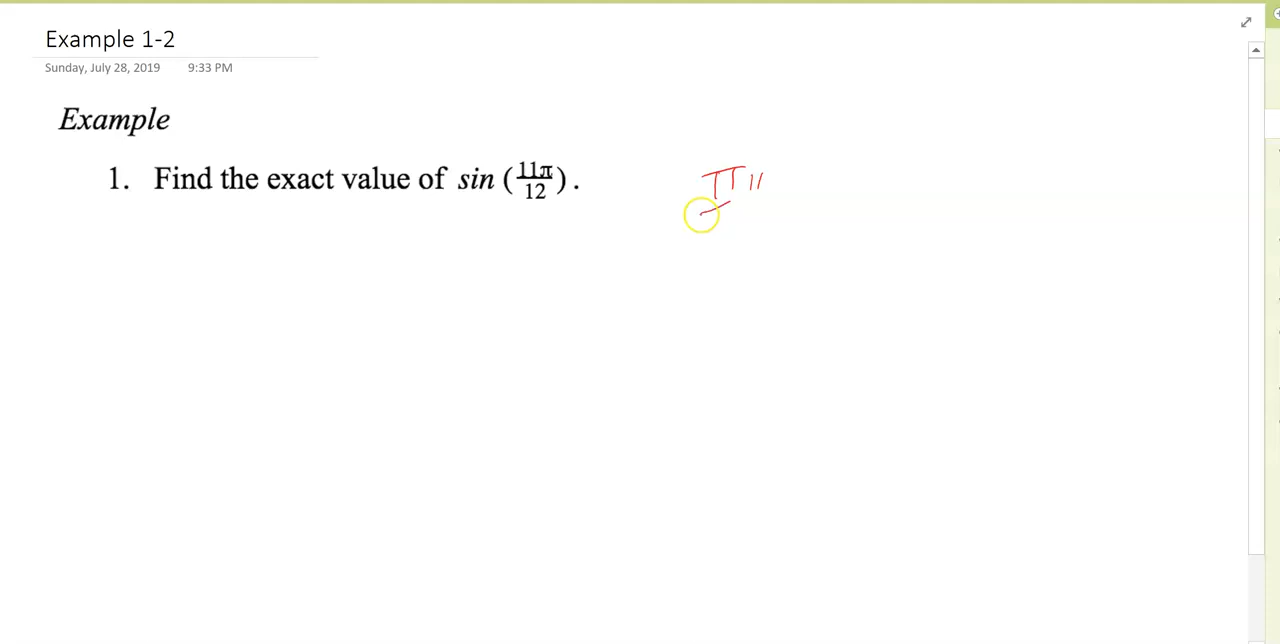 Example 1-2
Sunday, July 28, 2019 9:33 PM
Example
1. Find the exact value of sin (11π/12).
π 11